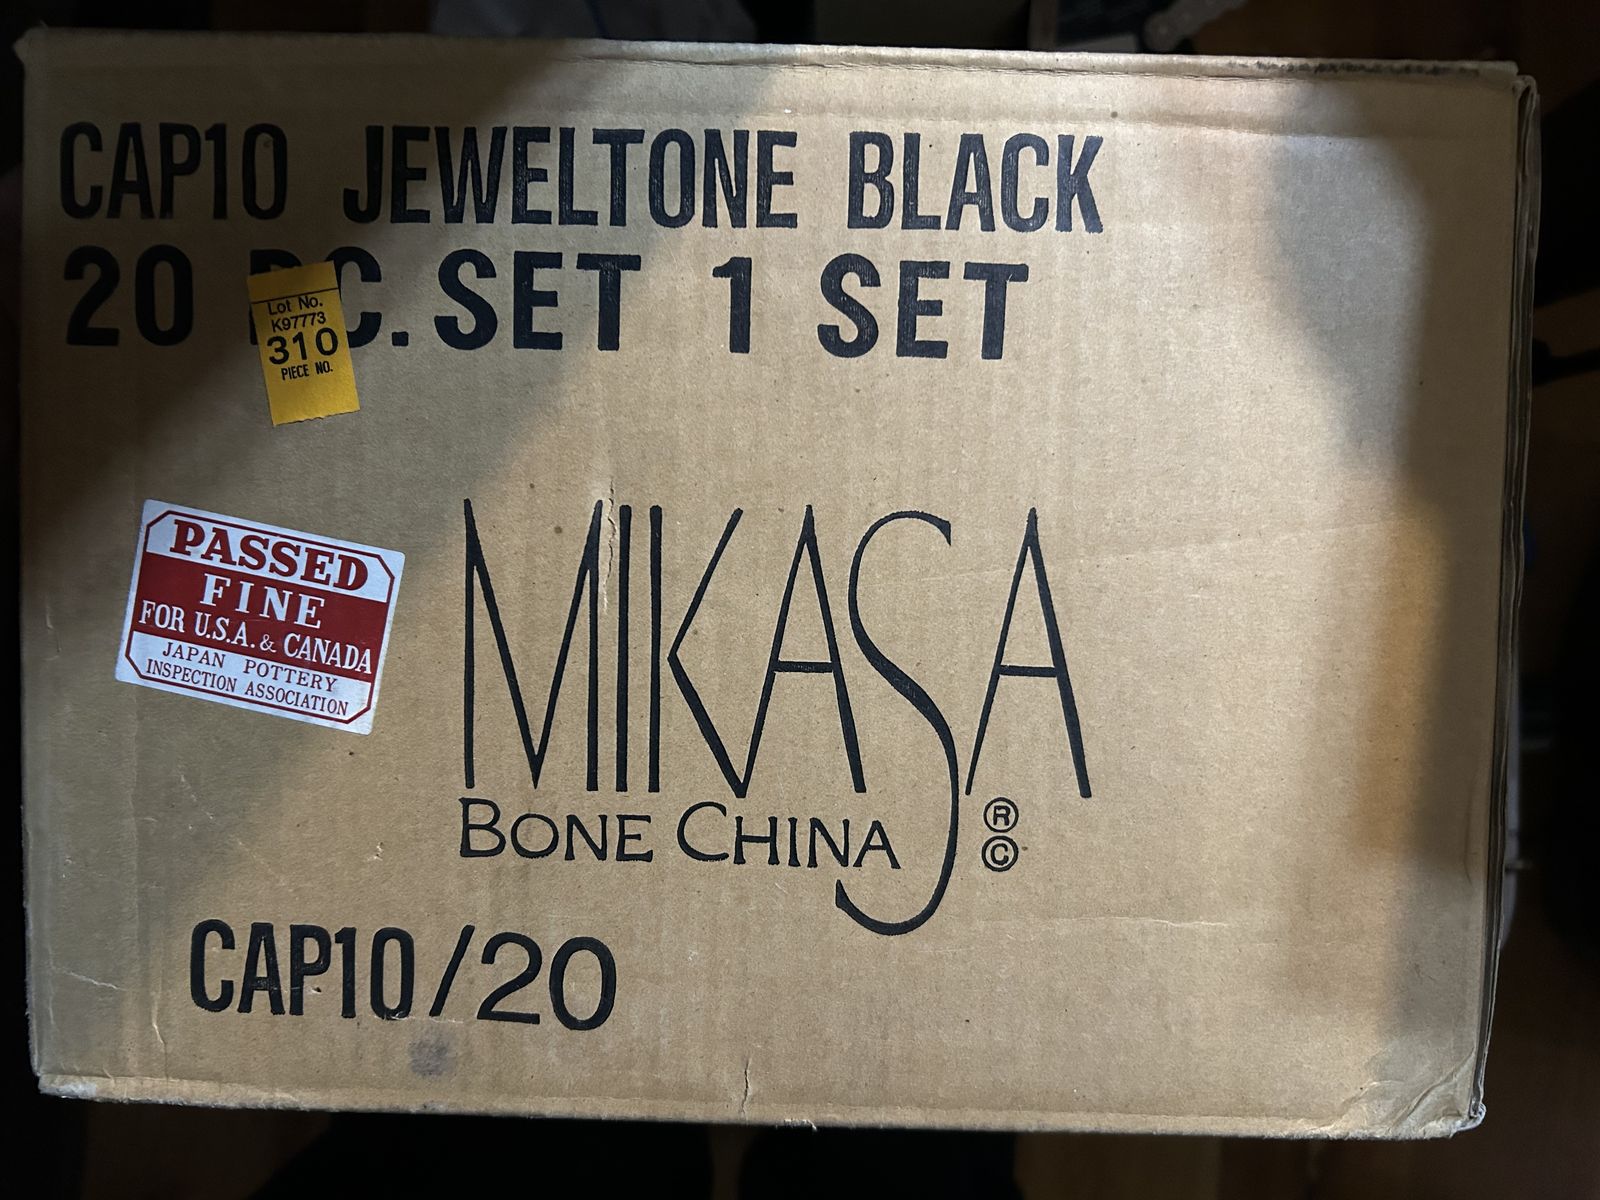 CAP10 JEWELTONE BLACK
20 PC. SET 1 SET
Lot No.
K97773
310
PIECE NO.
PASSED
FINE
FOR U.S.A. & CANADA
JAPAN POTTERY
INSPECTION ASSOCIATION
MIKASA
BONE CHINA
®
©
CAP10/20